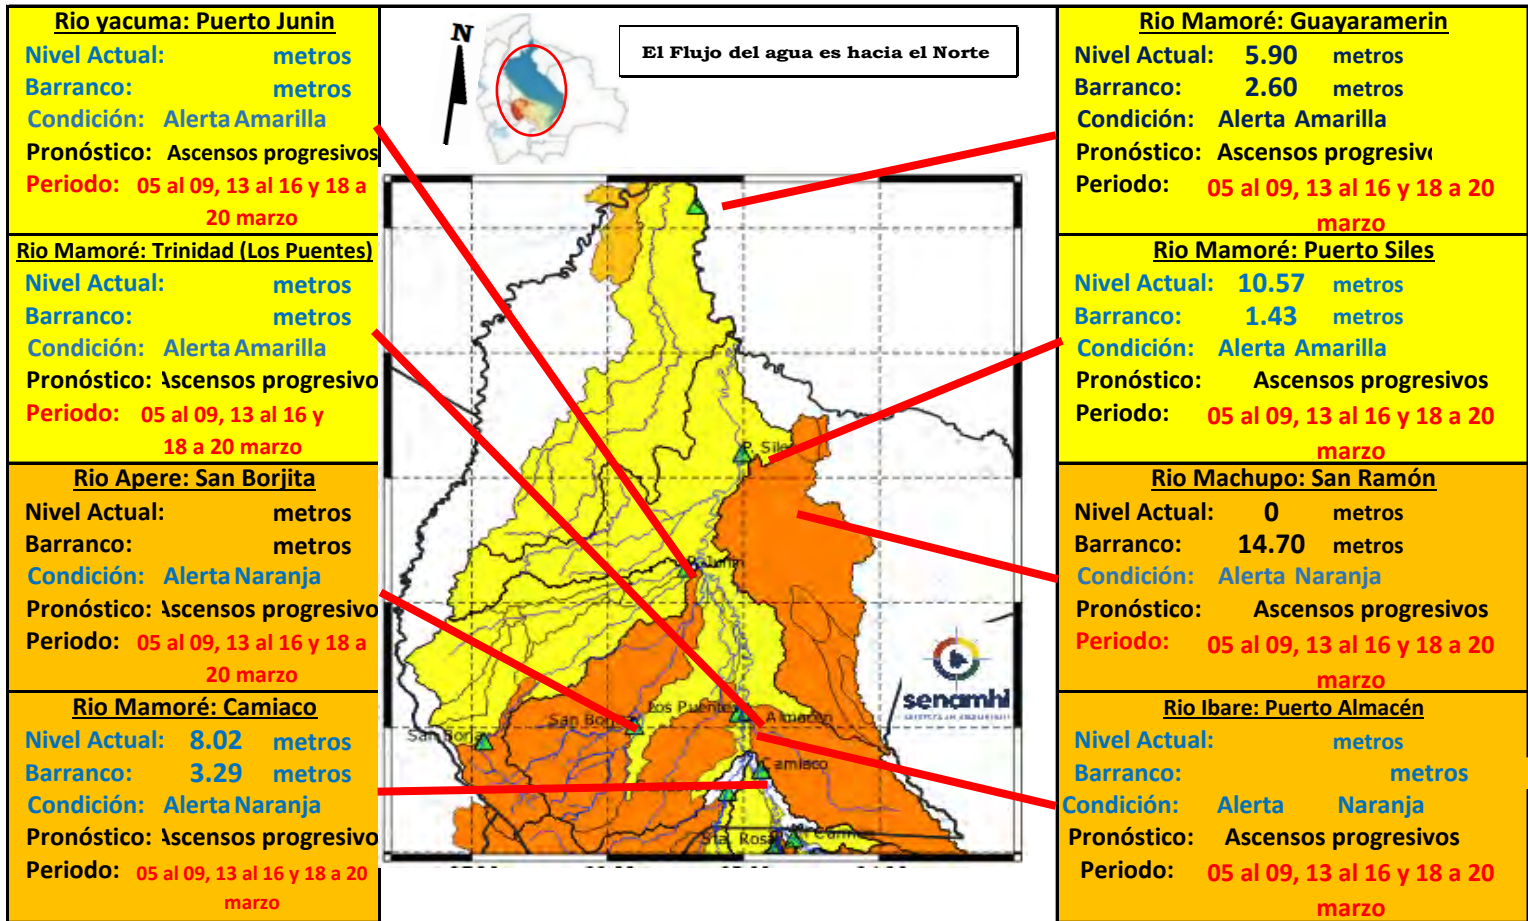 Rio yacuma: Puerto Junin
Nivel Actual: metros
Barranco: metros
Condición: Alerta Amarilla
Pronóstico: Ascensos progresivos
Periodo: 05 al 09, 13 al 16 y 18 a
20 marzo
Rio Mamoré: Trinidad (Los Puentes)
Nivel Actual: metros
Barranco: metros
Condición: Alerta Amarilla
Pronóstico: Ascensos progresivo
Periodo: 05 al 09, 13 al 16 y
18 a 20 marzo
Rio Apere: San Borjita
Nivel Actual: metros
Barranco: metros
Condición: Alerta Naranja
Pronóstico: Ascensos progresivo
Periodo: 05 al 09, 13 al 16 y 18 a
20 marzo
Rio Mamoré: Camiaco
Nivel Actual: 8.02 metros
Barranco: 3.29 metros
Condición: Alerta Naranja
Pronóstico: Ascensos progresivo
Periodo: 05 al 09, 13 al 16 y 18 a 20
marzo
N
El Flujo del agua es hacia el Norte
P. Siles
P. Junin
Los Puentes
Almacén
San Borjita
San Borja
Camiaco
Sta. Rosa
senamhi
Rio Mamoré: Guayaramerin
Nivel Actual: 5.90 metros
Barranco: 2.60 metros
Condición: Alerta Amarilla
Pronóstico: Ascensos progresiv
Periodo: 05 al 09, 13 al 16 y 18 a 20
marzo
Rio Mamoré: Puerto Siles
Nivel Actual: 10.57 metros
Barranco: 1.43 metros
Condición: Alerta Amarilla
Pronóstico: Ascensos progresivos
Periodo: 05 al 09, 13 al 16 y 18 a 20
marzo
Rio Machupo: San Ramón
Nivel Actual: 0 metros
Barranco: 14.70 metros
Condición: Alerta Naranja
Pronóstico: Ascensos progresivos
Periodo: 05 al 09, 13 al 16 y 18 a 20
marzo
Rio Ibare: Puerto Almacén
Nivel Actual: metros
Barranco: metros
Condición: Alerta Naranja
Pronóstico: Ascensos progresivos
Periodo: 05 al 09, 13 al 16 y 18 a 20
marzo